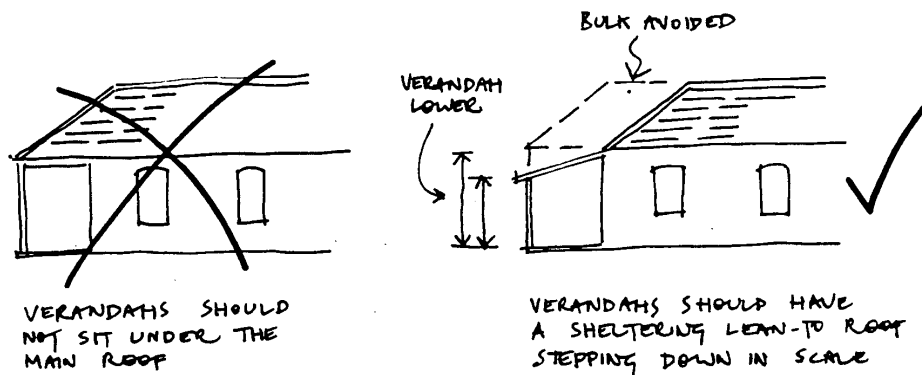 BULK AVOIDED
VERANDAH
LOWER
VERANDAHS SHOULD
NOT SIT UNDER THE
MAIN ROOF
VERANDAHS SHOULD HAVE
A SHELTERING LEAN-TO ROOF
STEPPING DOWN IN SCALE